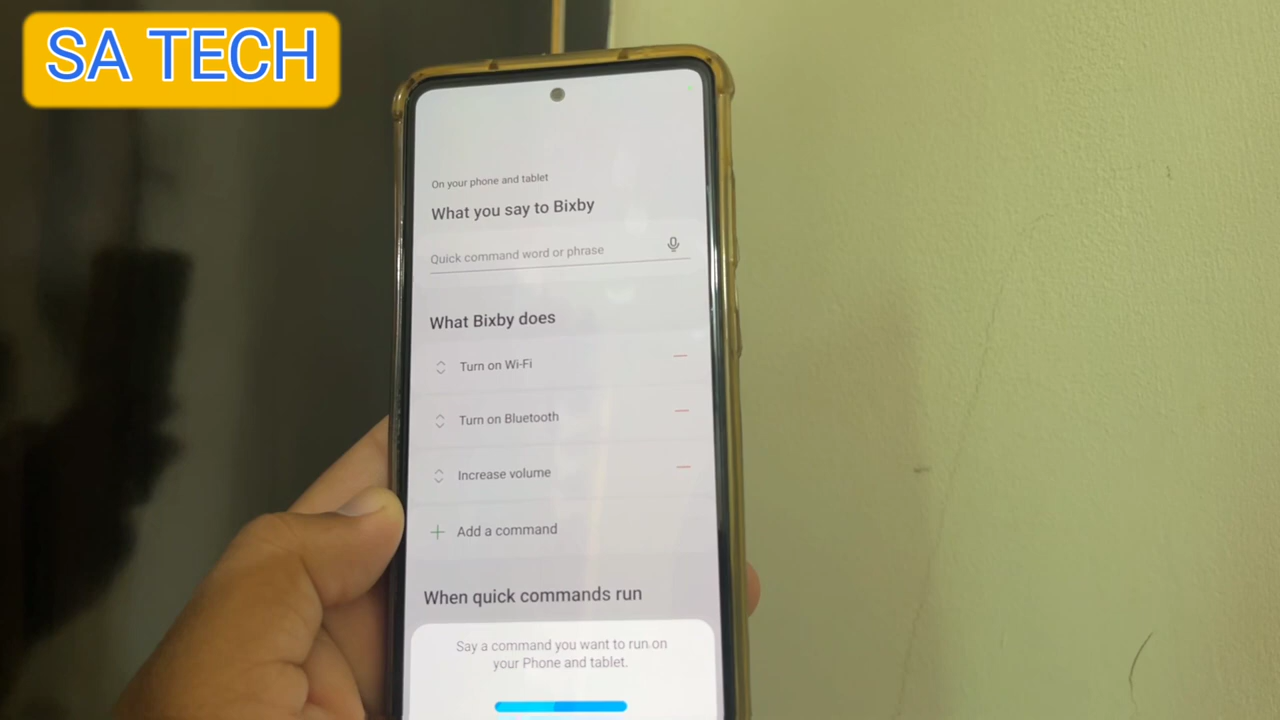 SA TECH
On your phone and tablet
What you say to Bixby
Quick command word or phrase
What Bixby does
Turn on Wi-Fi
Turn on Bluetooth
Increase volume
Add a command
When quick commands run
Say a command you want to run on
your Phone and tablet.